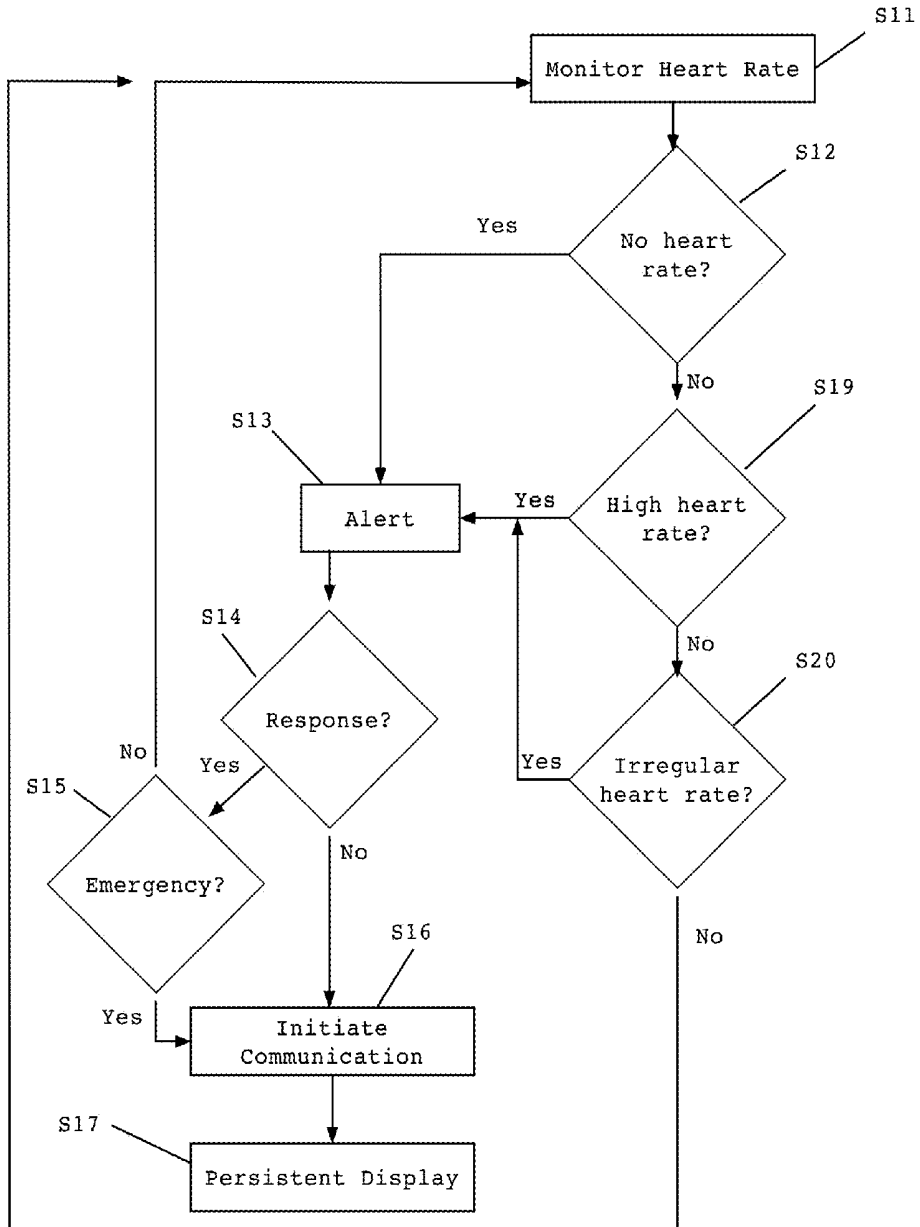 S11
Monitor Heart Rate
S12
No heart
rate?
Yes
No
S19
High heart
rate?
Yes
S13
Alert
No
S14
Response?
S20
Irregular
heart rate?
Yes
No
Yes
S15
Emergency?
No
No
S16
Yes
Initiate
Communication
S17
Persistent Display